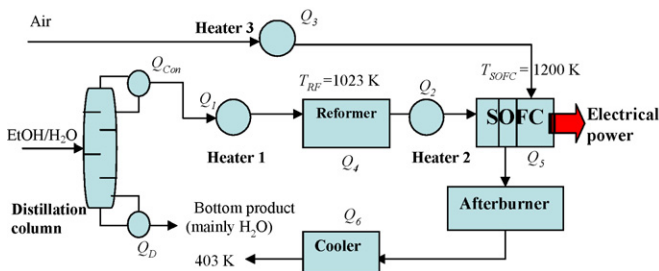 Air
Heater 3
Q3
QCon
Q1
TRF = 1023 K
Q2
TSOFC = 1200 K
EtOH/H2O
Reformer
SOFC
Electrical
power
Heater 1
Q4
Heater 2
Q5
Distillation
column
QD
Bottom product
(mainly H2O)
Q6
Afterburner
403 K
Cooler